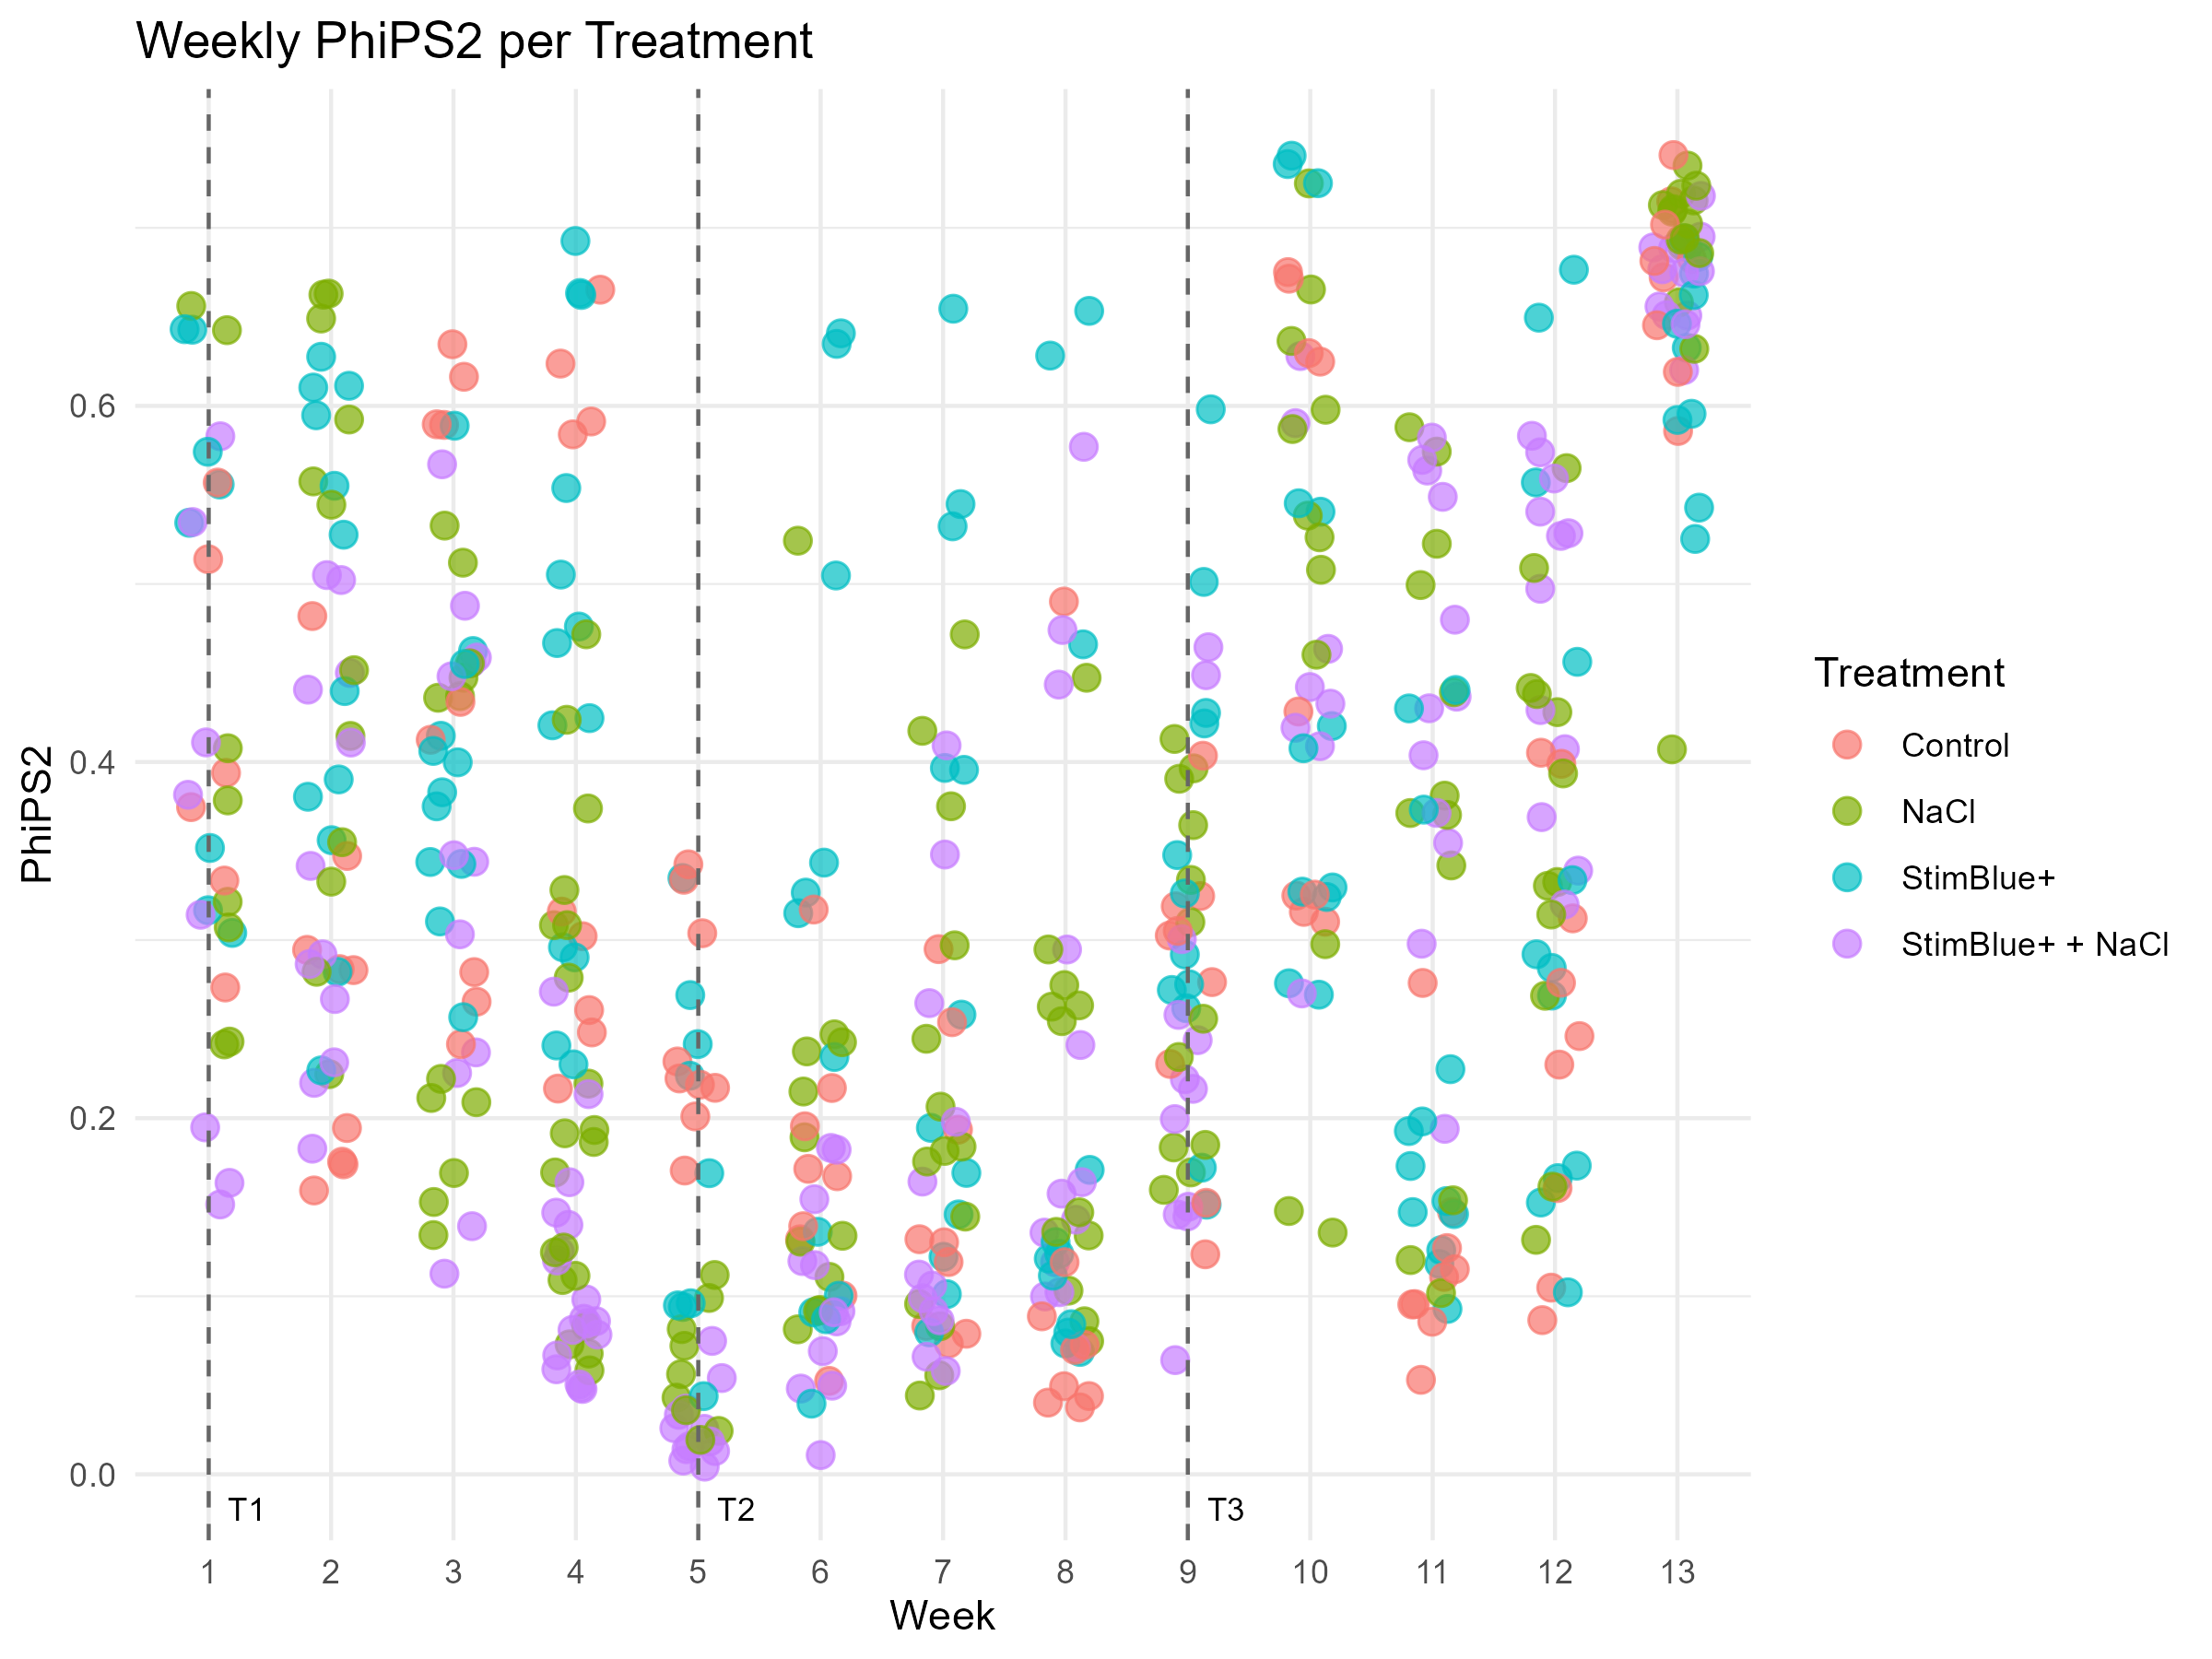 Weekly PhiPS2 per Treatment
PhiPS2
0.6
0.4
0.2
0.0
T1
T2
T3
1 2 3 4 5 6 7 8 9 10 11 12 13
Week
Treatment
Control
NaCl
StimBlue+
StimBlue+ + NaCl